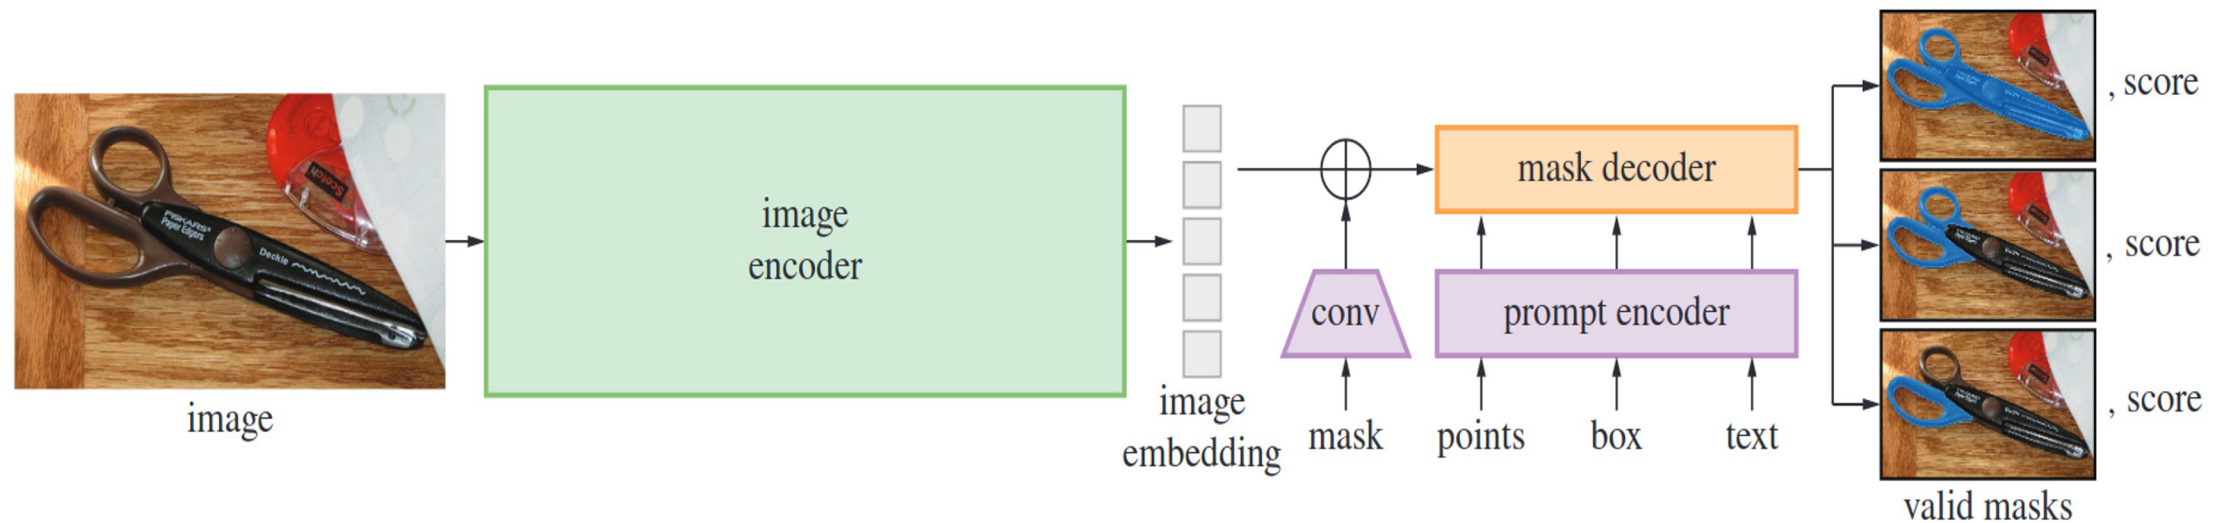 image
image
encoder
image
embedding
conv
mask
prompt encoder
points
box
text
mask decoder
, score
, score
, score
valid masks
FISKARS®
Paper Edgers
Deckle
Scotch